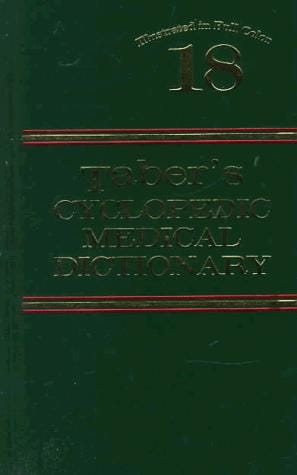 Illustrated in Full Color
18
Taber's
CYCLOPEDIC
MEDICAL
DICTIONARY